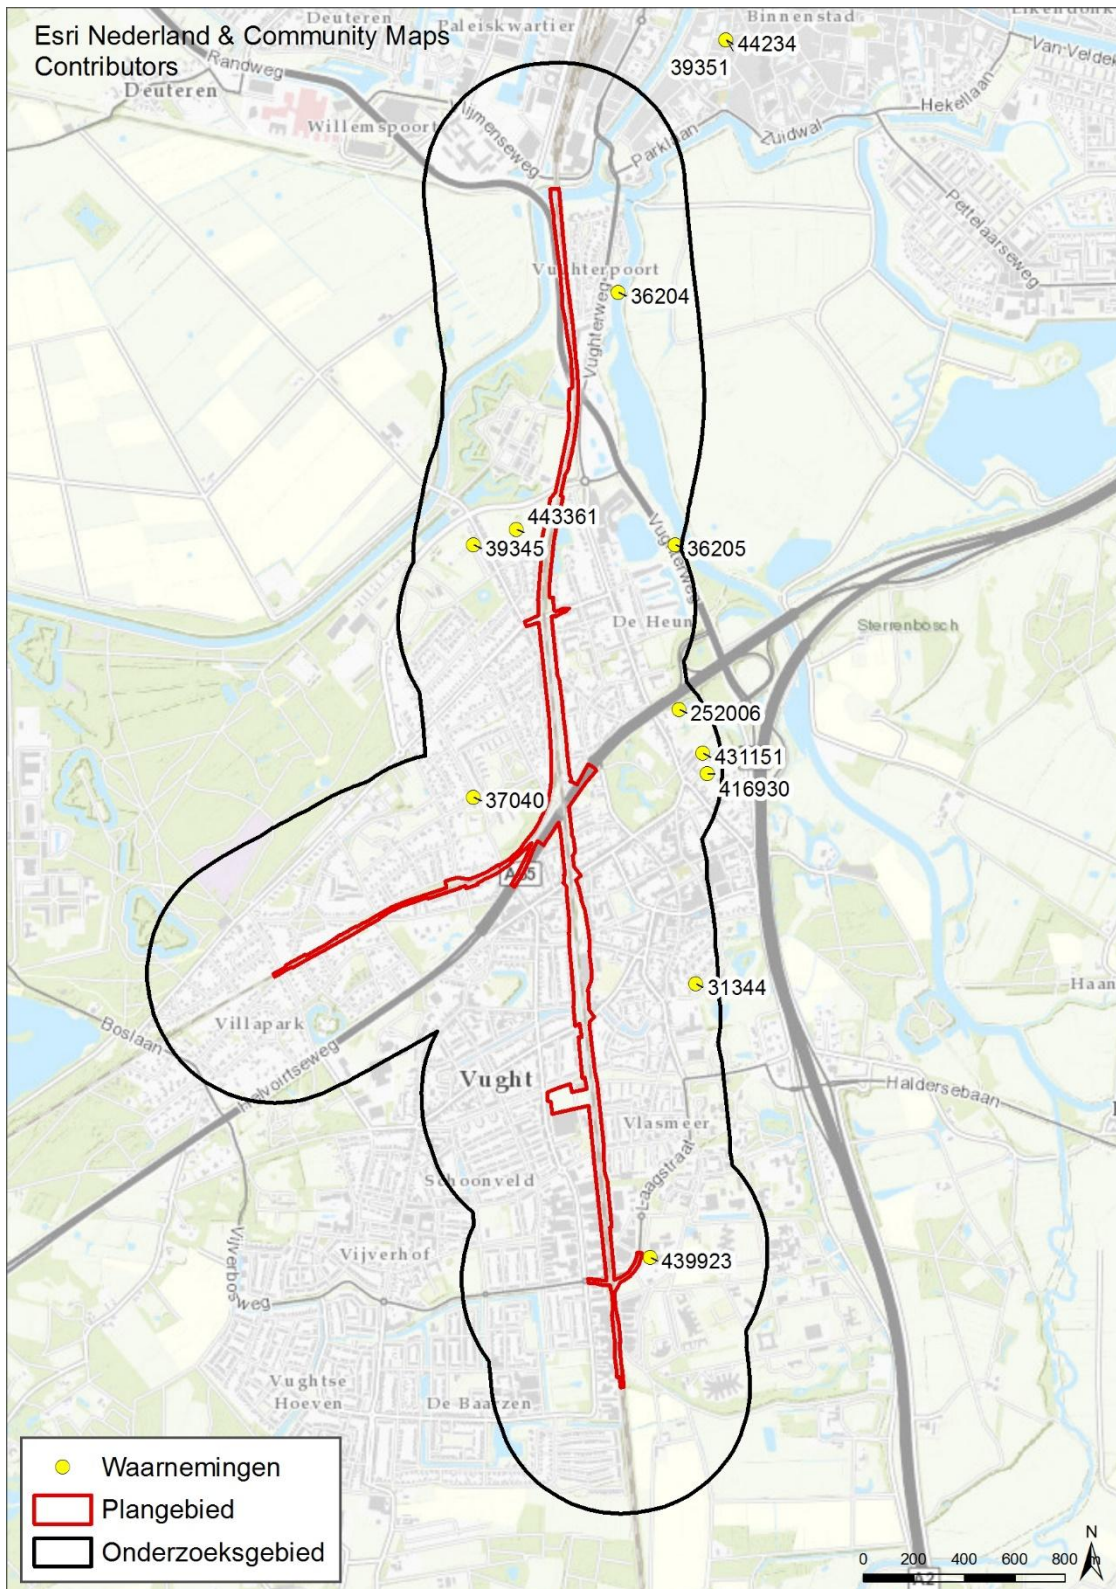 Esri Nederland & Community Maps
Contributors
Deuteren
Paleiskwartier
Binnenstad
Randweg
Deuteren
44234
39351
Van Veldek
Hekellaan
Willemspoort
Parklaan
Zuidwal
Pettelaarseweg
Vughterpoort
36204
Vughterweg
443361
39345
36205
Vughterweg
De Heun
Sterrenbosch
252006
431151
416930
37040
31344
Haan
Villapark
Boslaan
Helvoirtseweg
Vught
Haldersebaan
Vlasmeer
Laagstraat
Schoonveld
Vijverhof
439923
Vijverbos
weg
Vughtse
Hoeven
De Baarzen
Waarnemingen
Plangebied
Onderzoeksgebied
N
0 200 400 600 800 m
A2